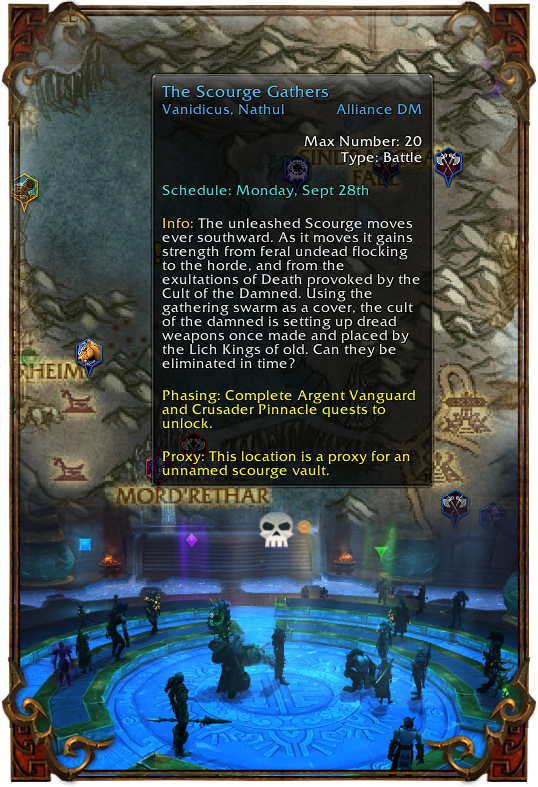 The Scourge Gathers
Vanidicus, Nathul Alliance DM
Max Number: 20
Type: Battle
Schedule: Monday, Sept 28th
Info: The unleashed Scourge moves
ever southward. As it moves it gains
strength from feral undead flocking
to the horde, and from the
exultations of Death provoked by the
Cult of the Damned. Using the
gathering swarm as a cover, the cult
of the damned is setting up dread
weapons once made and placed by
the Lich Kings of old. Can they be
eliminated in time?
Phasing: Complete Argent Vanguard
and Crusader Pinnacle quests to
unlock.
Proxy: This location is a proxy for an
unnamed scourge vault.
MORD'RETHAR